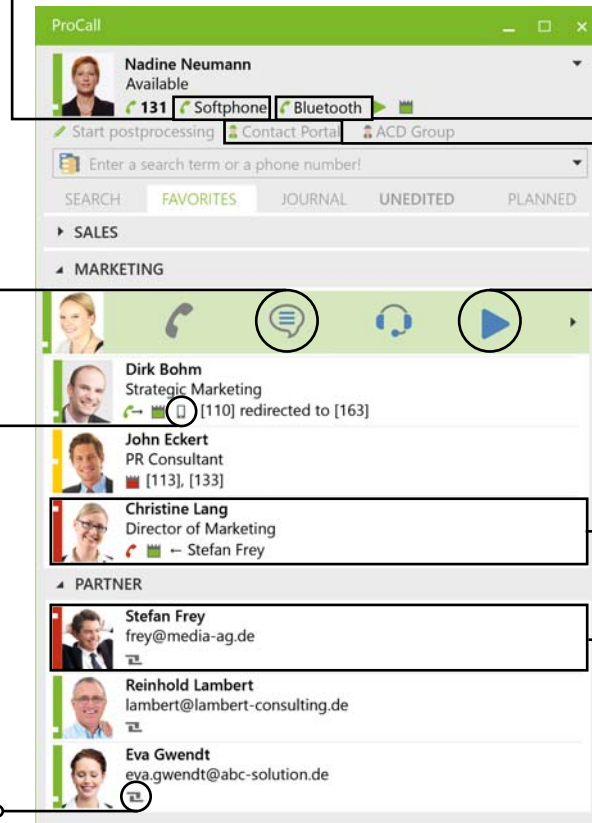 ProCall
Nadine Neumann
Available
131 Softphone Bluetooth
Start postprocessing Contact Portal ACD Group
Enter a search term or a phone number!
SEARCH FAVORITES JOURNAL UNEDITED PLANNED
SALES
MARKETING
Dirk Bohm
Strategic Marketing
[110] redirected to [163]
John Eckert
PR Consultant
[113], [133]
Christine Lang
Director of Marketing
← Stefan Frey
PARTNER
Stefan Frey
frey@media-ag.de
Reinhold Lambert
lambert@lambert-consulting.de
Eva Gwendt
eva.gwendt@abc-solution.de